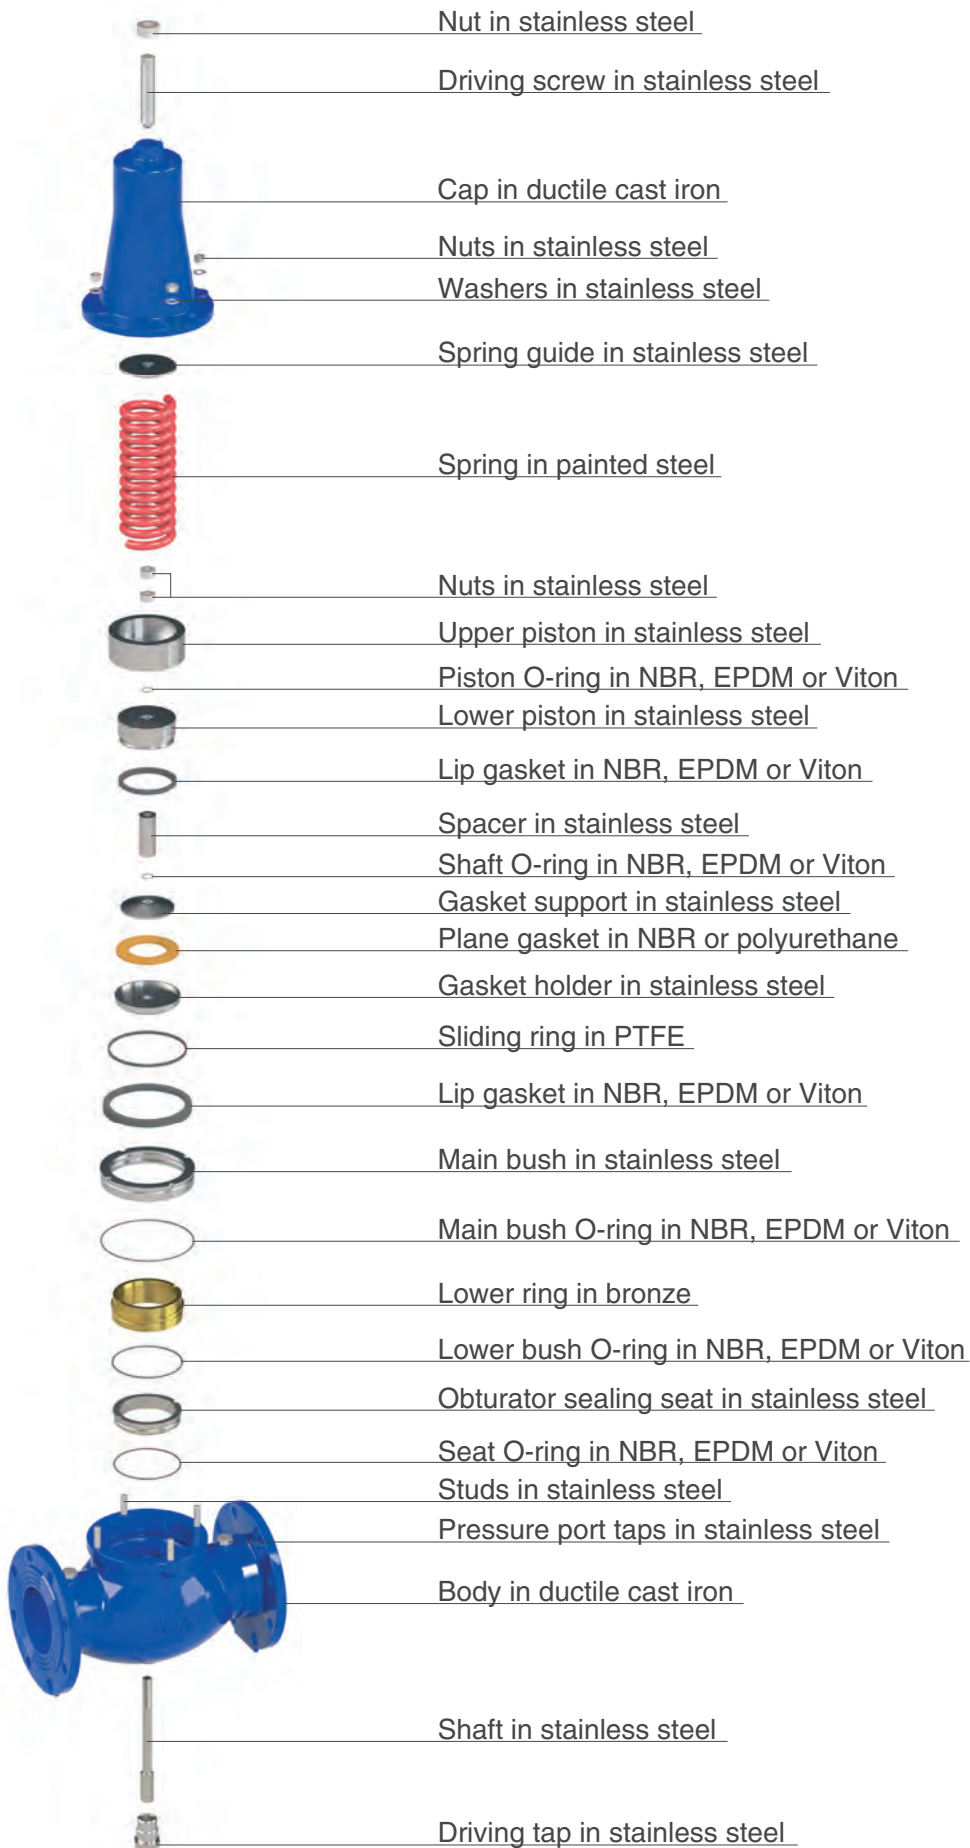 Nut in stainless steel
Driving screw in stainless steel
Cap in ductile cast iron
Nuts in stainless steel
Washers in stainless steel
Spring guide in stainless steel
Spring in painted steel
Nuts in stainless steel
Upper piston in stainless steel
Piston O-ring in NBR, EPDM or Viton
Lower piston in stainless steel
Lip gasket in NBR, EPDM or Viton
Spacer in stainless steel
Shaft O-ring in NBR, EPDM or Viton
Gasket support in stainless steel
Plane gasket in NBR or polyurethane
Gasket holder in stainless steel
Sliding ring in PTFE
Lip gasket in NBR, EPDM or Viton
Main bush in stainless steel
Main bush O-ring in NBR, EPDM or Viton
Lower ring in bronze
Lower bush O-ring in NBR, EPDM or Viton
Obturator sealing seat in stainless steel
Seat O-ring in NBR, EPDM or Viton
Studs in stainless steel
Pressure port taps in stainless steel
Body in ductile cast iron
Shaft in stainless steel
Driving tap in stainless steel